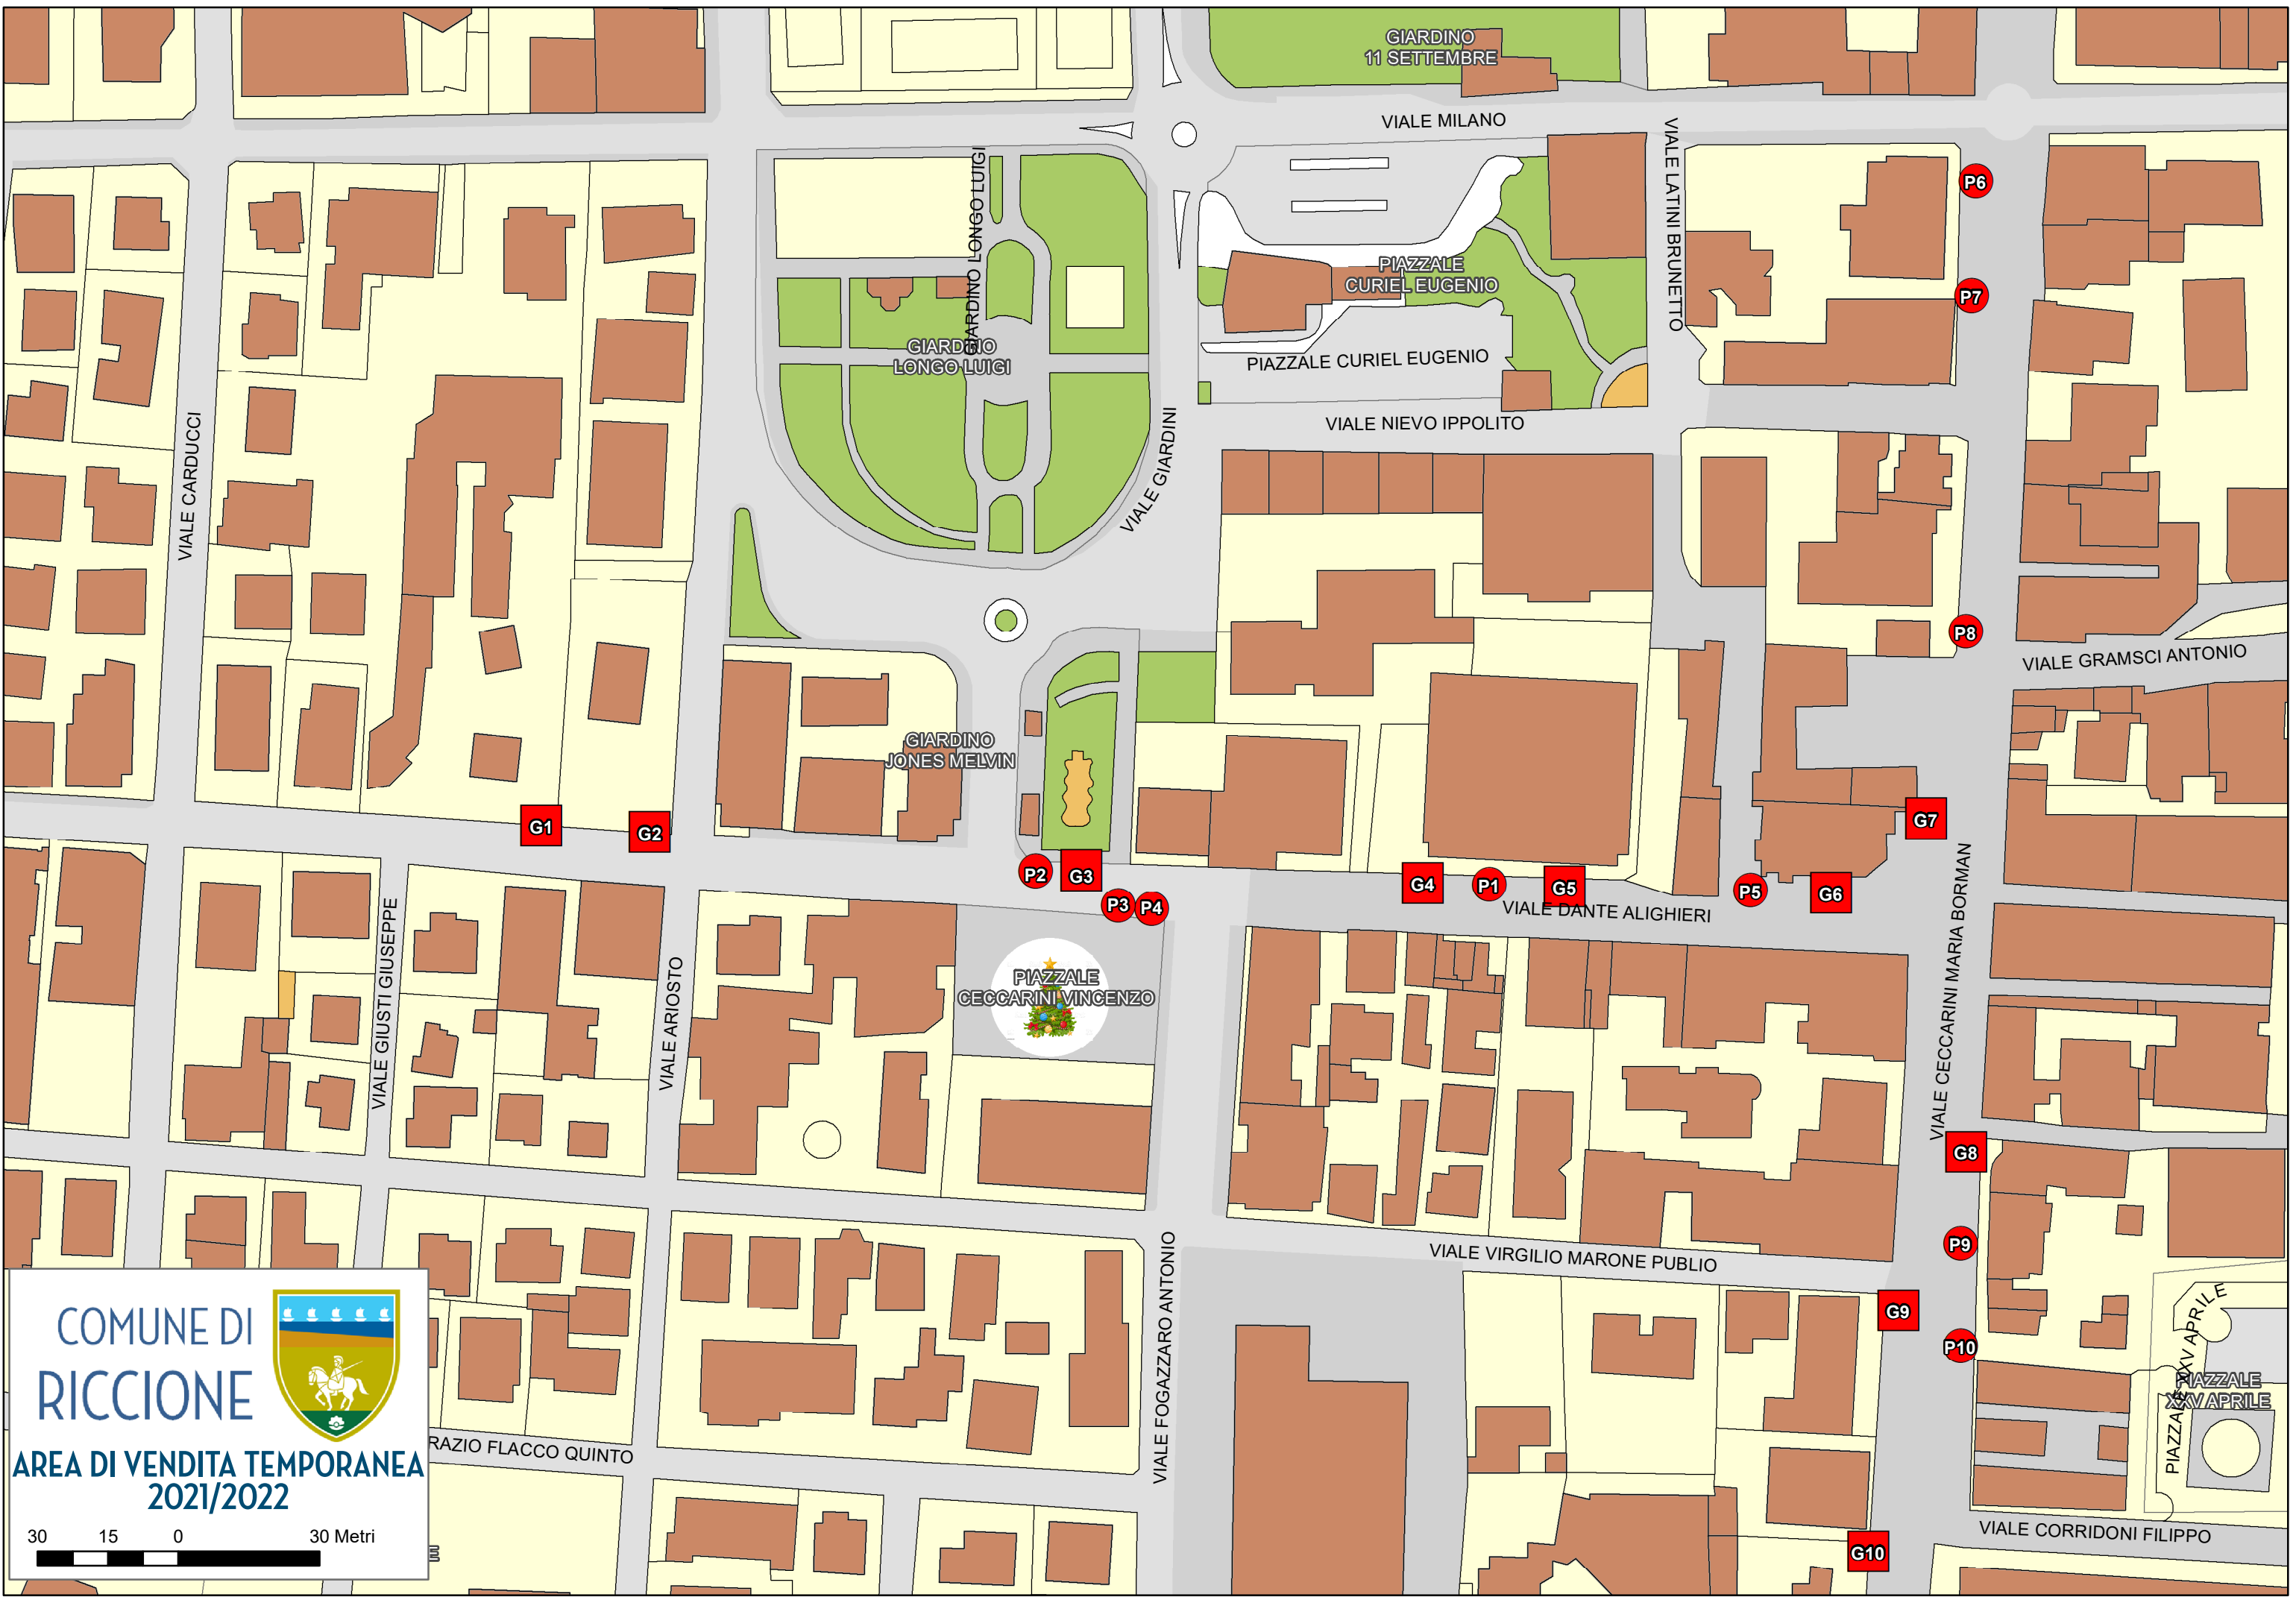 GIARDINO
11 SETTEMBRE
VIALE MILANO
VIALE LATINI BRUNETTO
P6
GIARDINO LONGO LUIGI
PIAZZALE
CURIEL EUGENIO
P7
GIARDINO
LONGO LUIGI
PIAZZALE CURIEL EUGENIO
VIALE NIEVO IPPOLITO
VIALE CARDUCCI
VIALE GIARDINI
P8
VIALE GRAMSCI ANTONIO
GIARDINO
JONES MELVIN
G1
G2
G7
P2
G3
G4
P1
G5
P5
G6
P3
P4
VIALE DANTE ALIGHIERI
VIALE GIUSTI GIUSEPPE
VIALE ARIOSTO
PIAZZALE
CECCARINI VINCENZO
VIALE CECCARINI MARIA BORMAN
G8
P9
VIALE VIRGILIO MARONE PUBLIO
VIALE FOGAZZARO ANTONIO
G9
P10
PIAZZALE XXV APRILE
PIAZZALE
XXV APRILE
COMUNE DI
RICCIONE
RAZIO FLACCO QUINTO
AREA DI VENDITA TEMPORANEA
2021/2022
VIALE CORRIDONI FILIPPO
30 15 0 30 Metri
E
G10